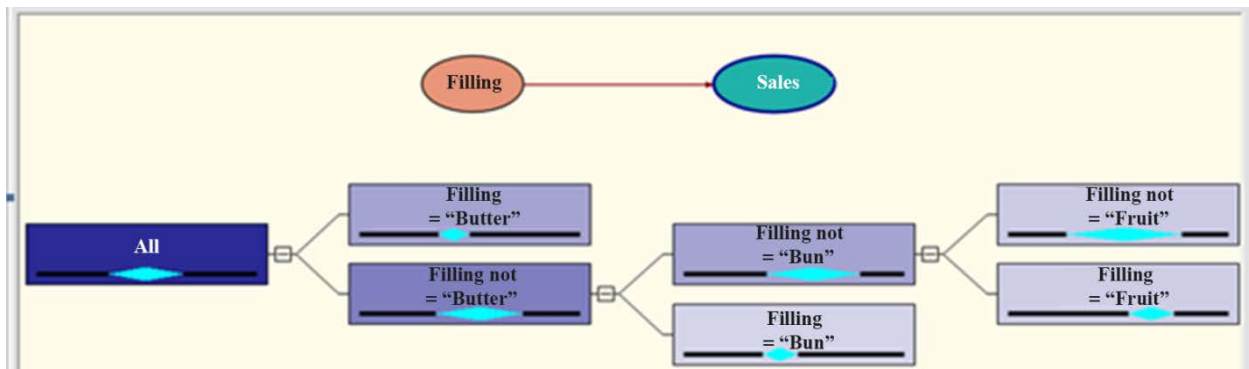 Filling
Sales
All
Filling
= “Butter”
Filling not
= “Butter”
Filling not
= “Bun”
Filling
= “Bun”
Filling not
= “Fruit”
Filling
= “Fruit”